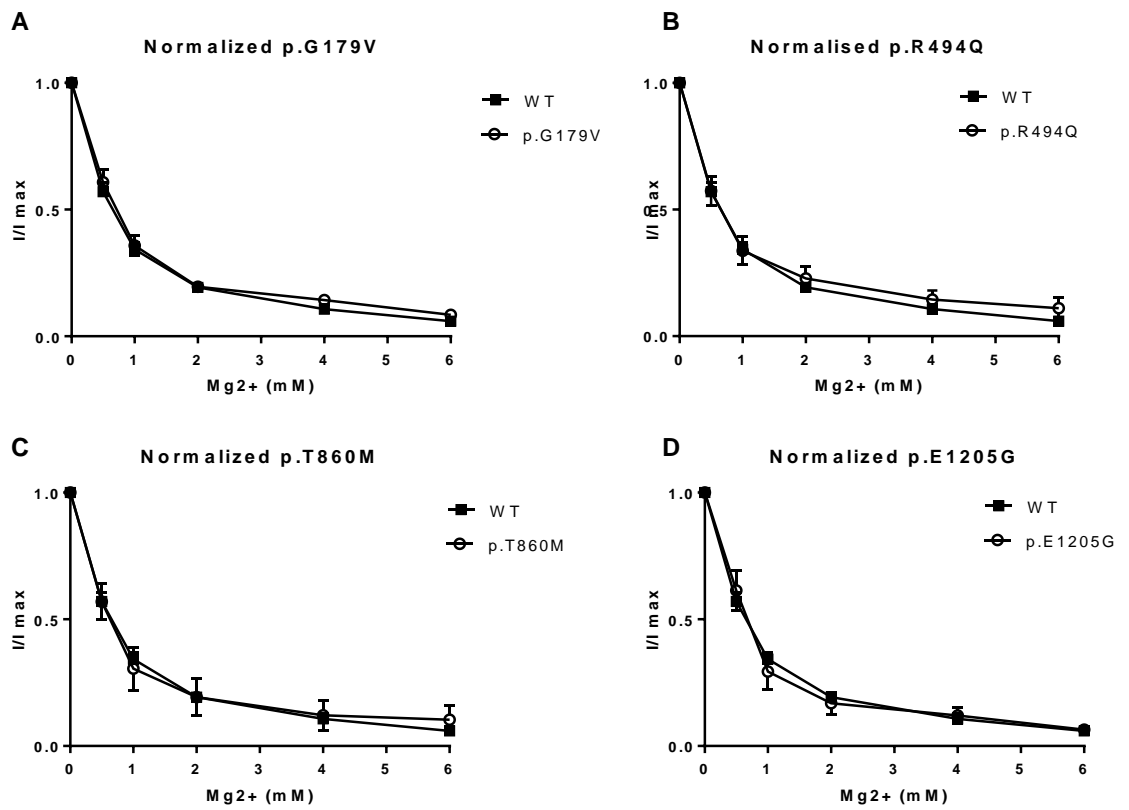 A
Normalized p.G179V
1.0
0.5
0.0
I/Imax
0 1 2 3 4 5 6
Mg2+ (mM)
WT
p.G179V
B
Normalised p.R494Q
1.0
0.5
0.0
I/Imax
0 1 2 3 4 5 6
Mg2+ (mM)
WT
p.R494Q
C
Normalized p.T860M
1.0
0.5
0.0
I/Imax
0 1 2 3 4 5 6
Mg2+ (mM)
WT
p.T860M
D
Normalized p.E1205G
1.0
0.5
0.0
I/Imax
0 1 2 3 4 5 6
Mg2+ (mM)
WT
p.E1205G